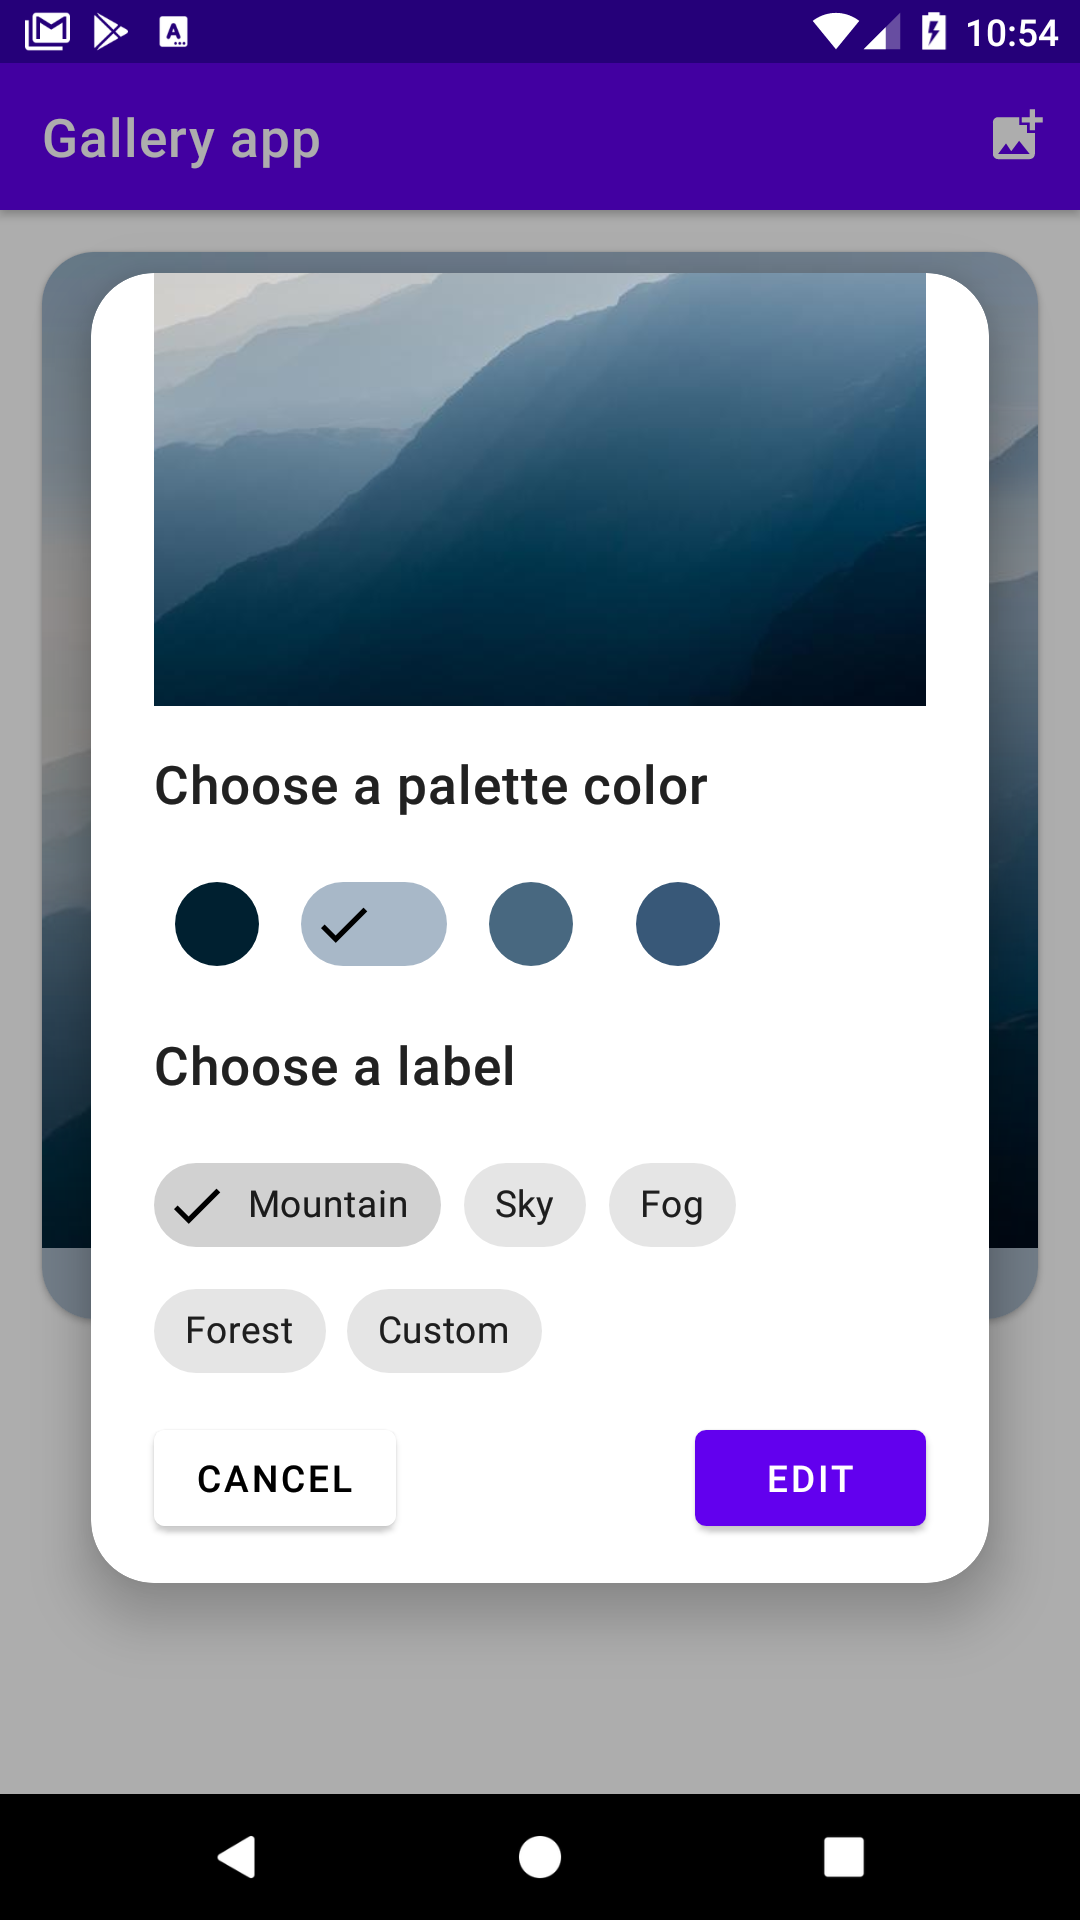 10:54
Gallery app
Choose a palette color
Choose a label
Mountain Sky Fog
Forest Custom
CANCEL EDIT